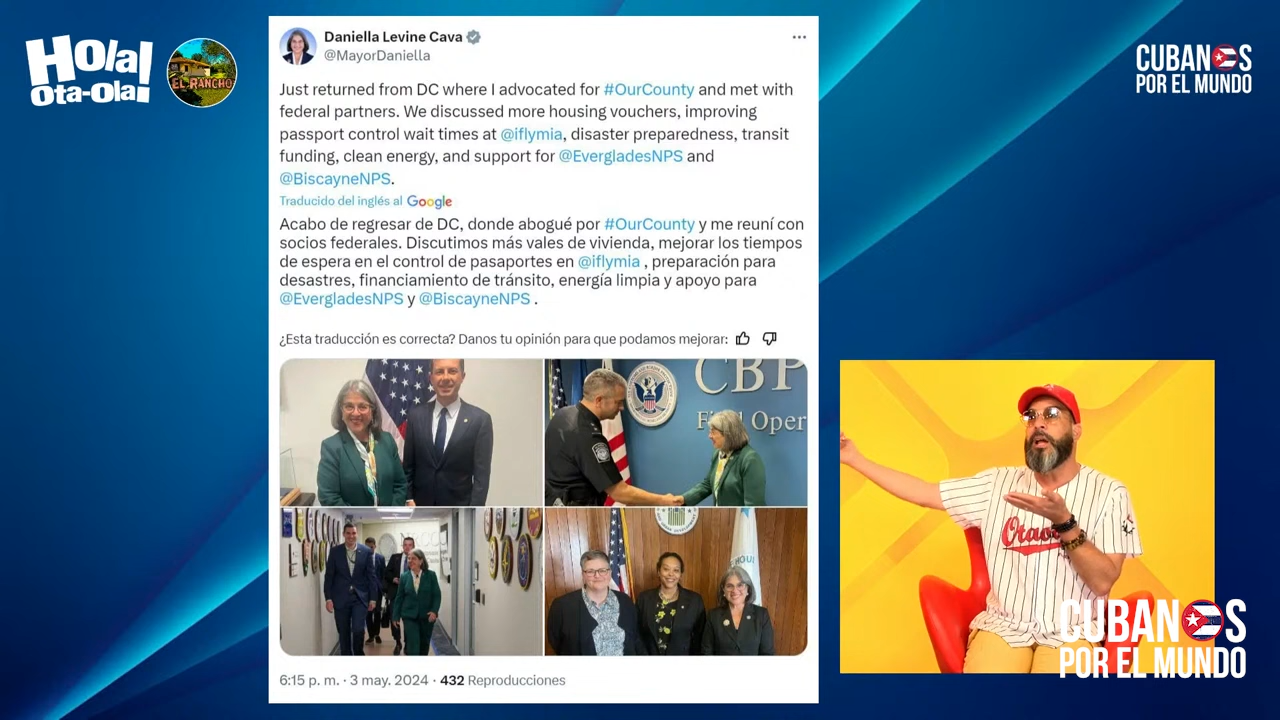 Hola!
Ota-Ola!
EL RANCHO
Daniella Levine Cava
@MayorDaniella
Just returned from DC where I advocated for #OurCounty and met with
federal partners. We discussed more housing vouchers, improving
passport control wait times at @iflymia, disaster preparedness, transit
funding, clean energy, and support for @EvergladesNPS and
@BiscayneNPS.
Traducido del inglés al Google
Acabo de regresar de DC, donde abogué por #OurCounty y me reuní con
socios federales. Discutimos más vales de vivienda, mejorar los tiempos
de espera en el control de pasaportes en @iflymia , preparación para
desastres, financiamiento de tránsito, energía limpia y apoyo para
@EvergladesNPS y @BiscayneNPS .
¿Esta traducción es correcta? Danos tu opinión para que podamos mejorar:
CBP
Field Oper
6:15 p. m. · 3 may. 2024 · 432 Reproducciones
CUBANOS
POR EL MUNDO
CUBANOS
POR EL MUNDO